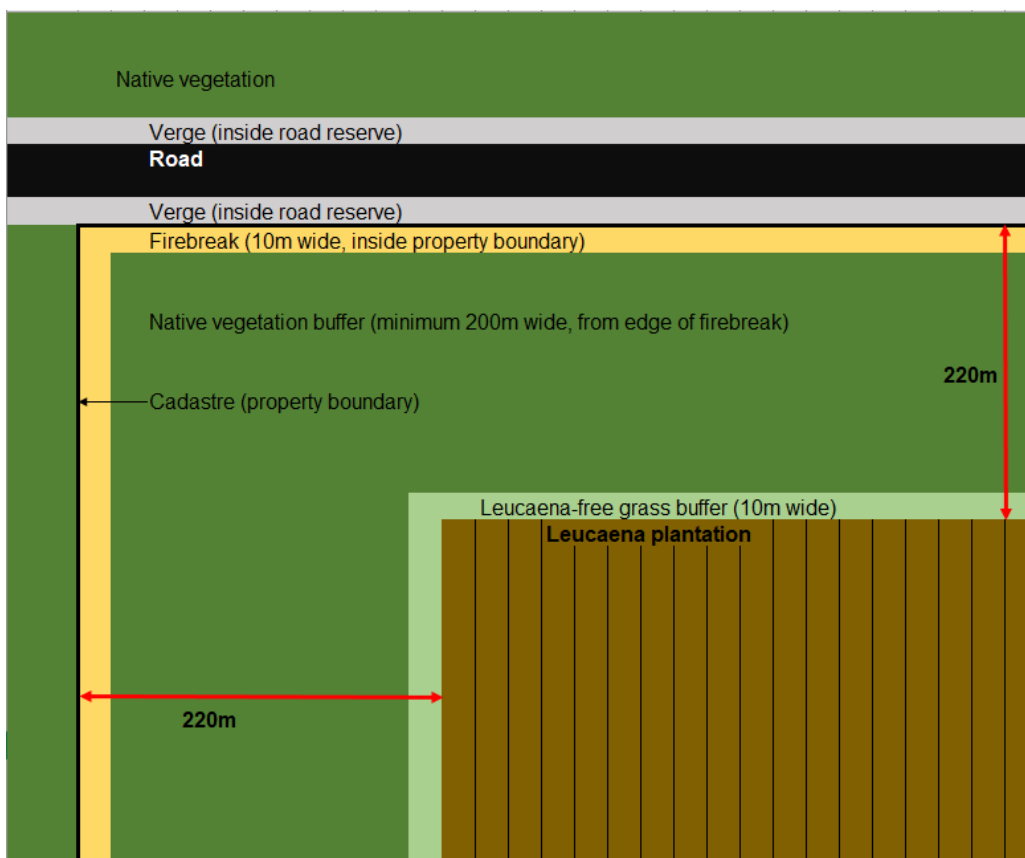 Native vegetation
Verge (inside road reserve)
Road
Verge (inside road reserve)
Firebreak (10m wide, inside property boundary)
Native vegetation buffer (minimum 200m wide, from edge of firebreak)
220m
Cadastre (property boundary)
Leucaena-free grass buffer (10m wide)
Leucaena plantation
220m